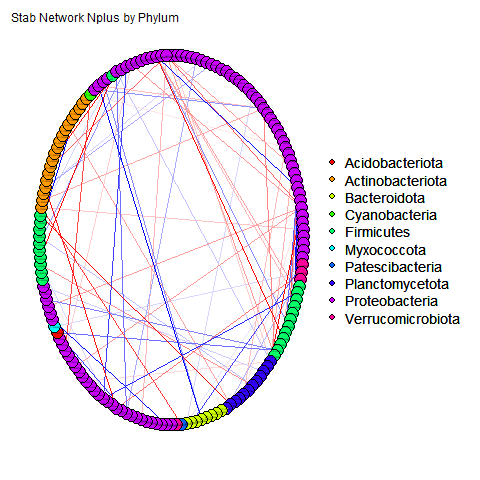 Stab Network Nplus by Phylum
Acidobacteriota
Actinobacteriota
Bacteroidota
Cyanobacteria
Firmicutes
Myxococcota
Patescibacteria
Planctomycetota
Proteobacteria
Verrucomicrobiota